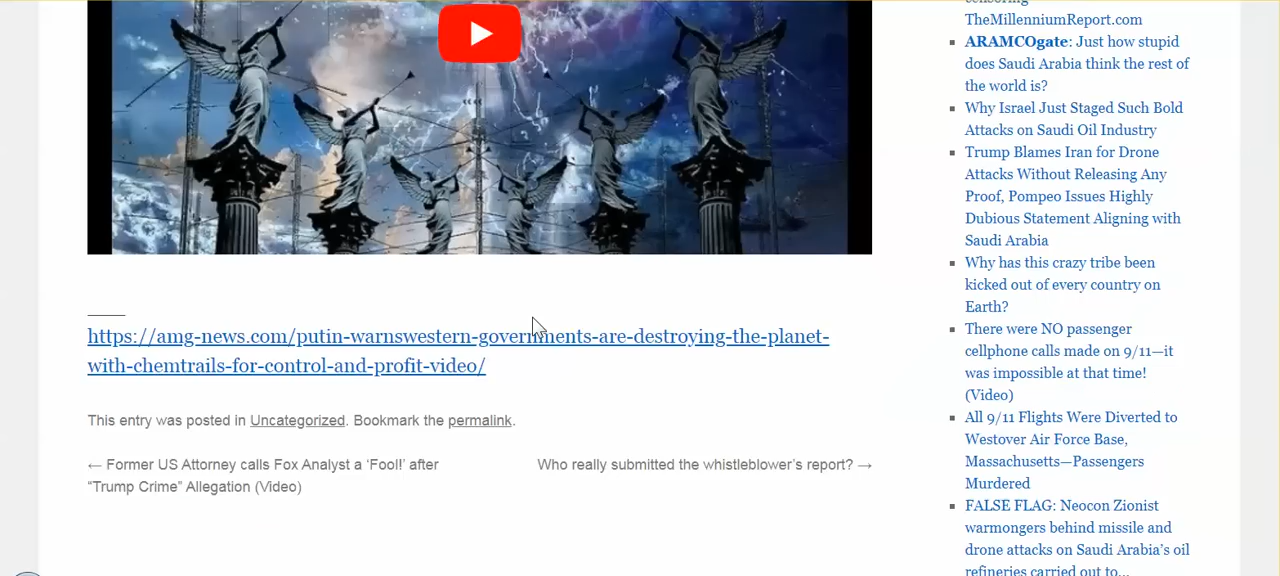 https://amg-news.com/putin-warnswestern-governments-are-destroying-the-planet-
with-chemtrails-for-control-and-profit-video/
This entry was posted in Uncategorized. Bookmark the permalink.
← Former US Attorney calls Fox Analyst a ‘Fool!’ after
“Trump Crime” Allegation (Video)
Who really submitted the whistleblower’s report? →
TheMillenniumReport.com
ARAMCOgate: Just how stupid
does Saudi Arabia think the rest of
the world is?
Why Israel Just Staged Such Bold
Attacks on Saudi Oil Industry
Trump Blames Iran for Drone
Attacks Without Releasing Any
Proof, Pompeo Issues Highly
Dubious Statement Aligning with
Saudi Arabia
Why has this crazy tribe been
kicked out of every country on
Earth?
There were NO passenger
cellphone calls made on 9/11—it
was impossible at that time!
(Video)
All 9/11 Flights Were Diverted to
Westover Air Force Base,
Massachusetts—Passengers
Murdered
FALSE FLAG: Neocon Zionist
warmongers behind missile and
drone attacks on Saudi Arabia’s oil
refineries carried out to...